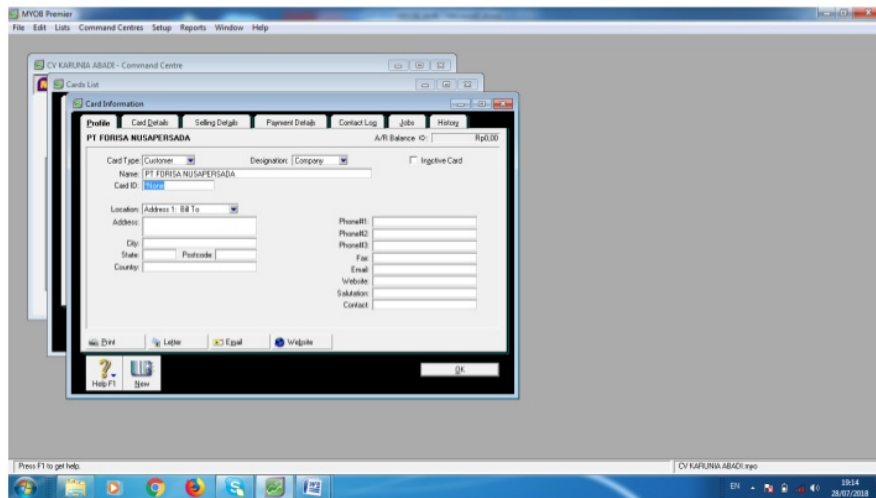 MYOB Premier
File Edit Lists Command Centres Setup Reports Window Help
CV KARUNIA ABADI - Command Centre
Cards List
Card Information
Profile Card Details Selling Details Payment Details Contact Log Jobs History
PT FORISA NUSAPERSADA A/R Balance Rp0.00
Card Type: Customer Designation: Company Inactive Card
Name: PT FORISA NUSAPERSADA
Card ID: *None
Location: Address 1: Bill To
Address: Phone#1:
Phone#2:
City: Phone#3:
State: Postcode: Fax:
Country: Email:
Website:
Salutation:
Contact:
Print Letter Email Website
Help F1 New OK
Press F1 to get help. CV KARUNIA ABADI.myo
EN 19:14
28/07/2018